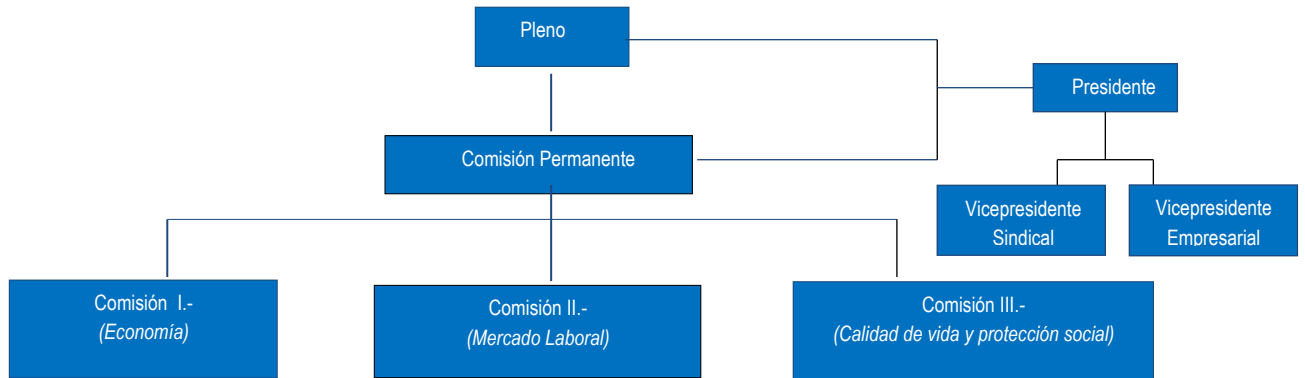 Pleno
Presidente
Comisión Permanente
Vicepresidente
Sindical
Vicepresidente
Empresarial
Comisión I.-
(Economía)
Comisión II.-
(Mercado Laboral)
Comisión III.-
(Calidad de vida y protección social)